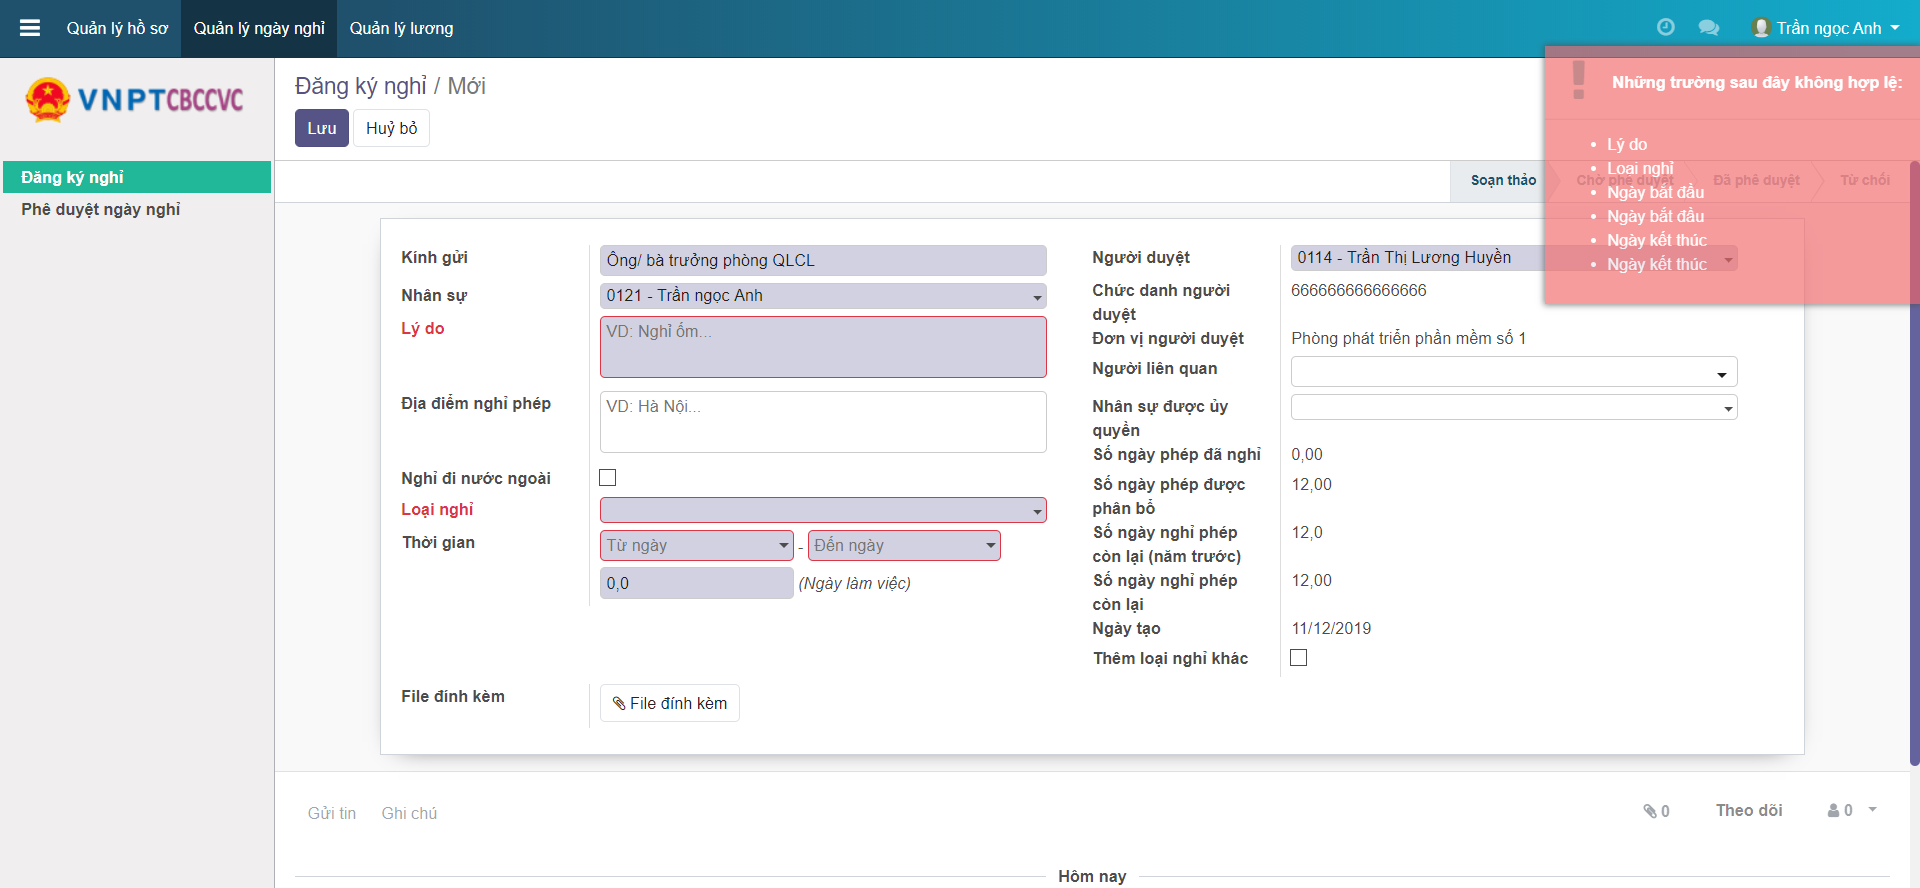 Quản lý hồ sơ
Quản lý ngày nghỉ
Quản lý lương
Trần ngọc Anh
VNPTCBCCVC
Đăng ký nghỉ
Phê duyệt ngày nghỉ
Đăng ký nghỉ / Mới
Lưu
Huỷ bỏ
Những trường sau đây không hợp lệ:
Lý do
Loại nghỉ
Ngày bắt đầu
Ngày bắt đầu
Ngày kết thúc
Ngày kết thúc
Soạn thảo
Chờ phê duyệt
Đã phê duyệt
Từ chối
Kính gửi
Ông/ bà trưởng phòng QLCL
Nhân sự
0121 - Trần ngọc Anh
Lý do
VD: Nghỉ ốm...
Địa điểm nghỉ phép
VD: Hà Nội...
Nghỉ đi nước ngoài
Loại nghỉ
Thời gian
Từ ngày - Đến ngày
0,0 (Ngày làm việc)
File đính kèm
File đính kèm
Người duyệt
0114 - Trần Thị Lương Huyền
Chức danh người
duyệt
666666666666666
Đơn vị người duyệt
Phòng phát triển phần mềm số 1
Người liên quan
Nhân sự được ủy
quyền
Số ngày phép đã nghỉ
0,00
Số ngày phép được
phân bổ
12,00
Số ngày nghỉ phép
còn lại (năm trước)
12,0
Số ngày nghỉ phép
còn lại
12,00
Ngày tạo
11/12/2019
Thêm loại nghỉ khác
Gửi tin
Ghi chú
0
Theo dõi
0
Hôm nay